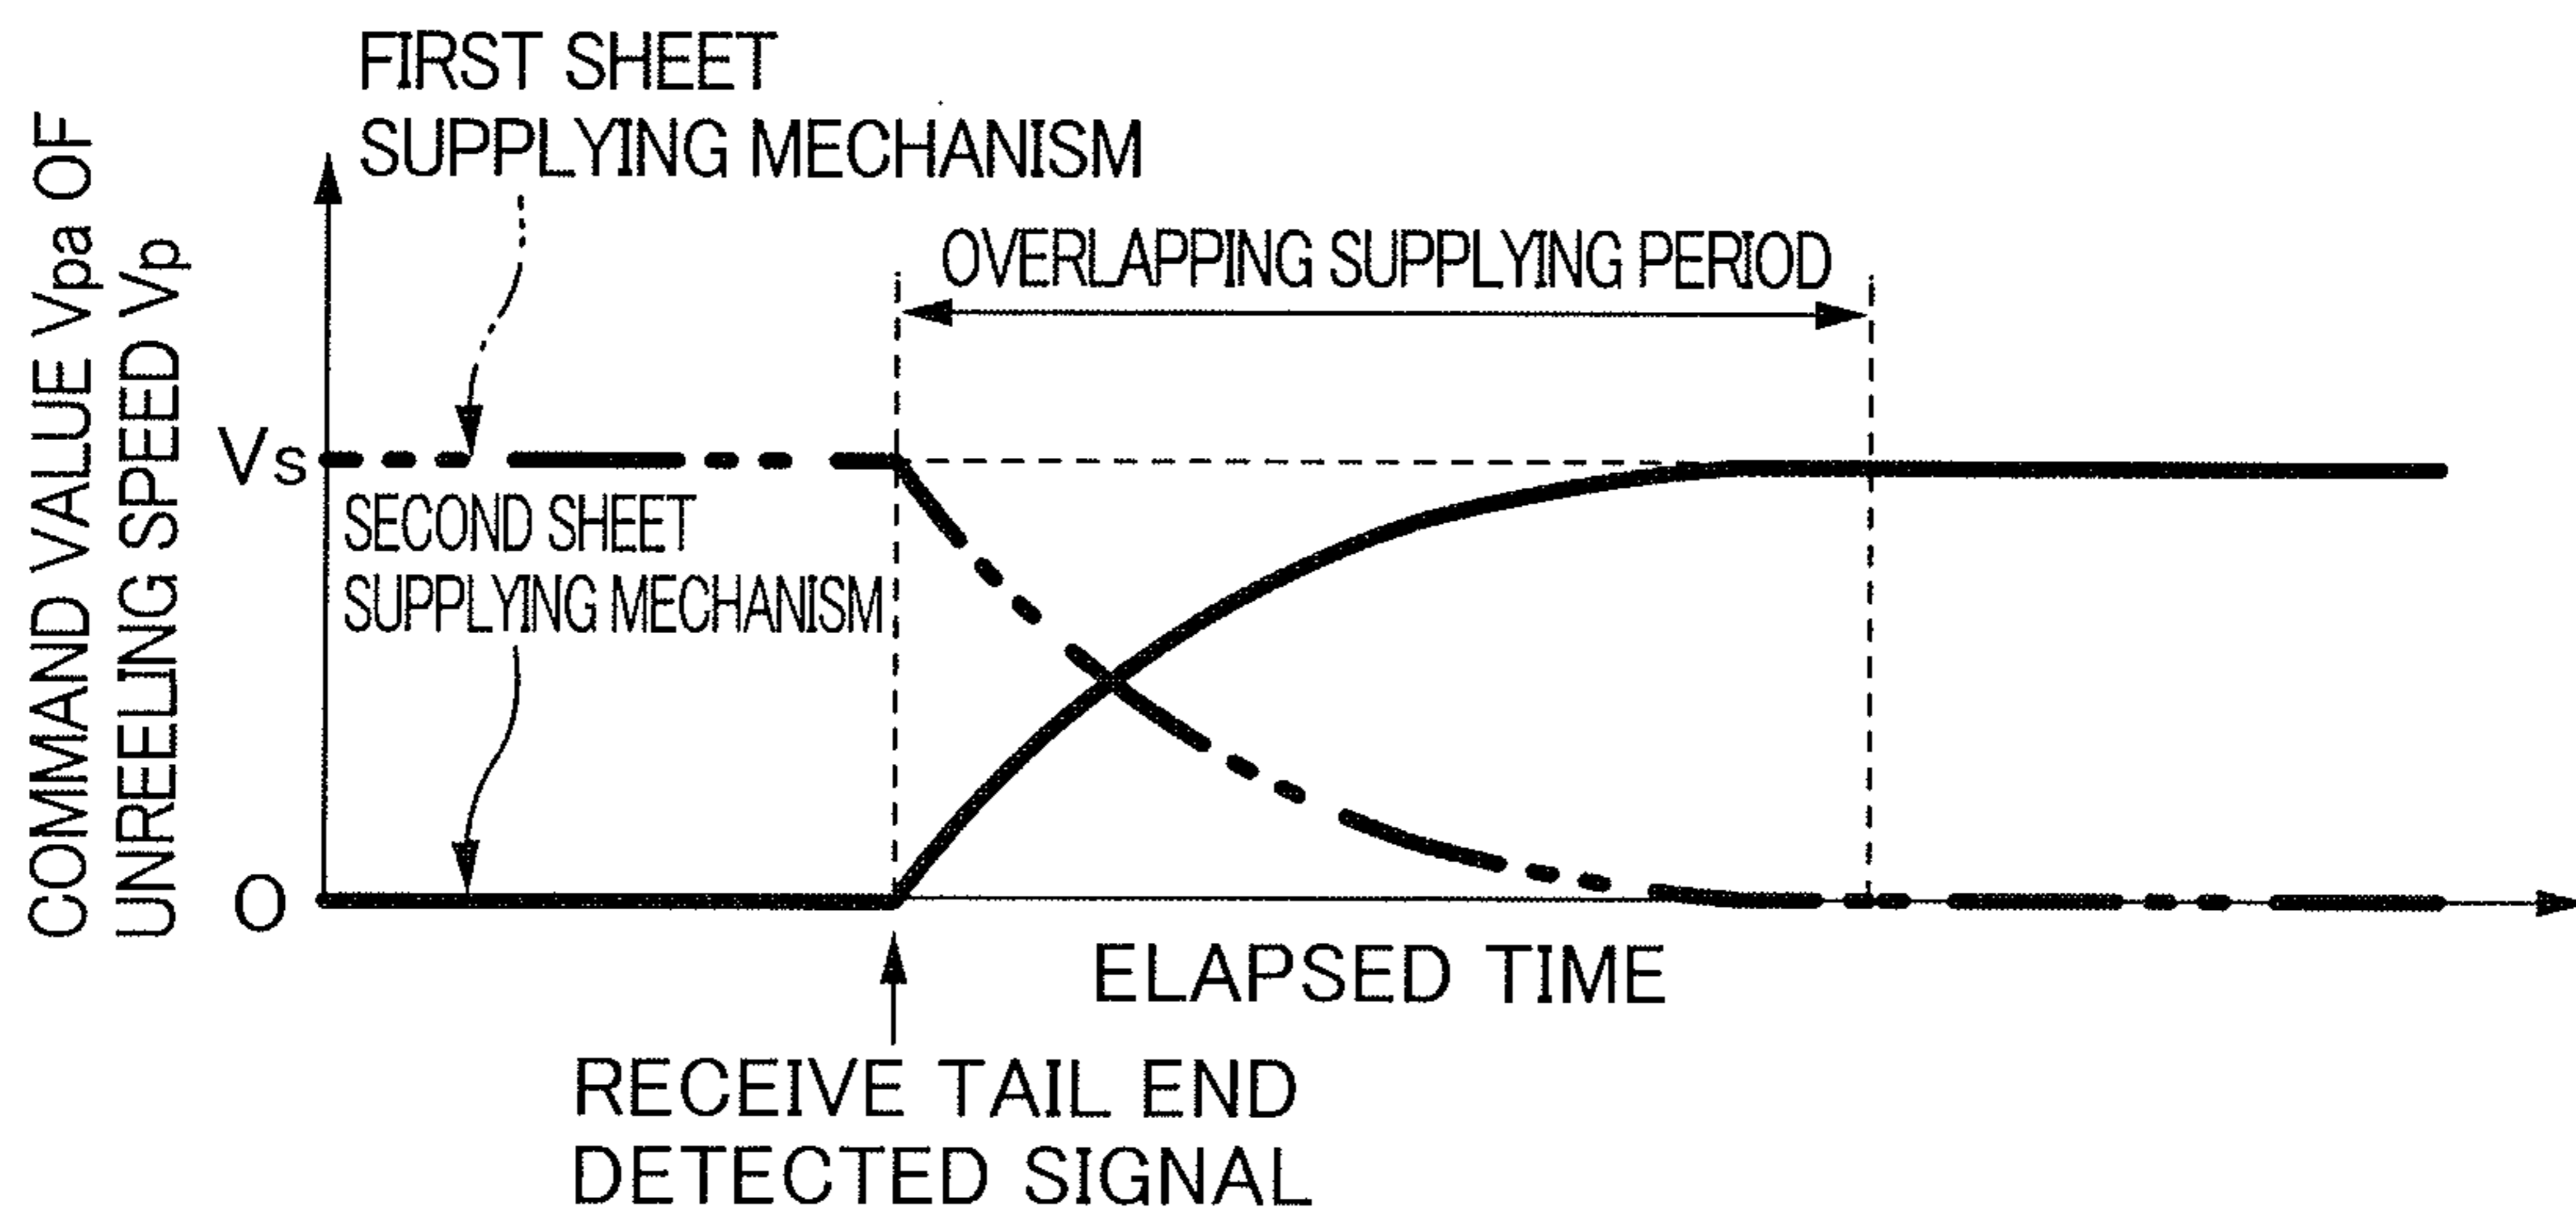 COMMAND VALUE Vpa OF
UNREELING SPEED Vp
FIRST SHEET
SUPPLYING MECHANISM
OVERLAPPING SUPPLYING PERIOD
Vs
SECOND SHEET
SUPPLYING MECHANISM
O
ELAPSED TIME
RECEIVE TAIL END
DETECTED SIGNAL